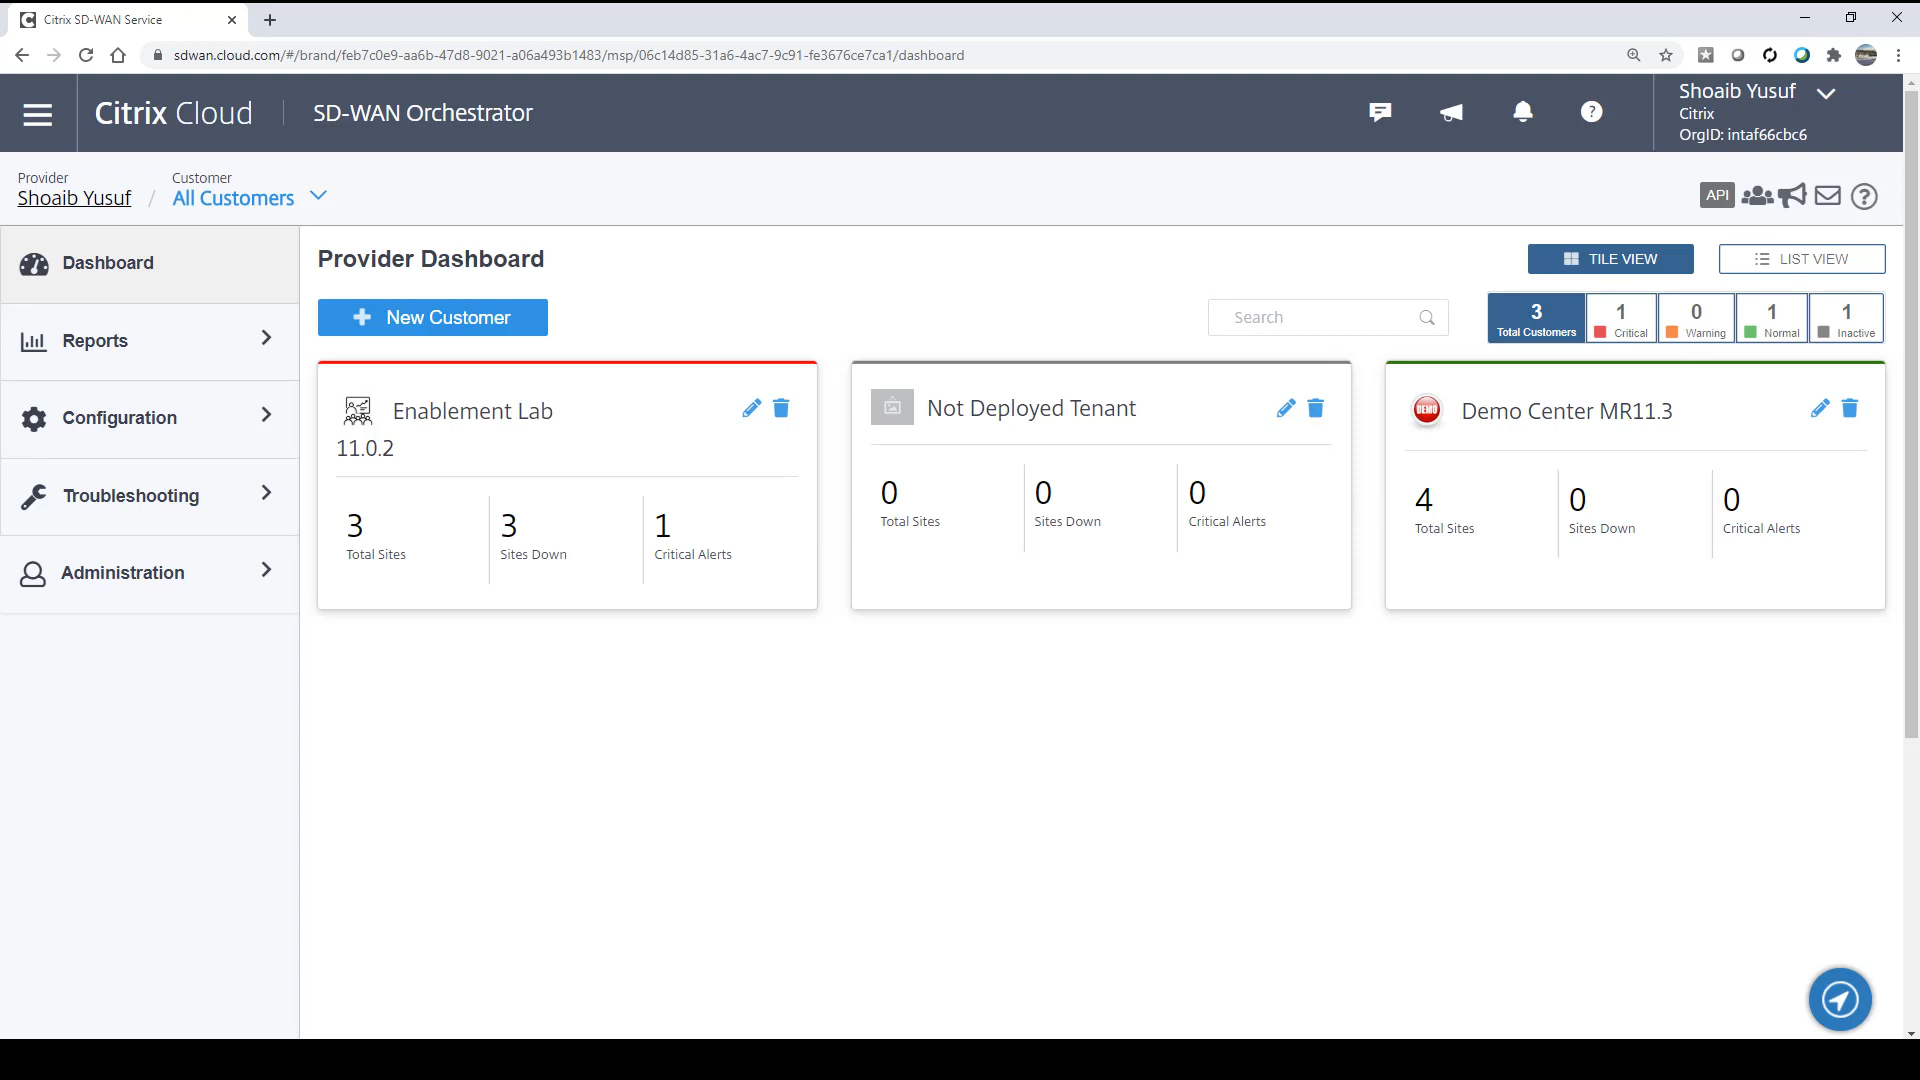 Citrix SD-WAN Service
sdwan.cloud.com/#/brand/feb7c0e9-aa6b-47d8-9021-a06a493b1483/msp/06c14d85-31a6-4ac7-9c91-fe3676ce7ca1/dashboard
Citrix Cloud
SD-WAN Orchestrator
Shoaib Yusuf
Citrix
OrgID: intaf66cbc6
Provider
Shoaib Yusuf
/
Customer
All Customers
API
Dashboard
Reports
Configuration
Troubleshooting
Administration
Provider Dashboard
TILE VIEW
LIST VIEW
New Customer
Search
3
Total Customers
1
Critical
0
Warning
1
Normal
1
Inactive
Enablement Lab
11.0.2
3
Total Sites
3
Sites Down
1
Critical Alerts
Not Deployed Tenant
0
Total Sites
0
Sites Down
0
Critical Alerts
DEMO
Demo Center MR11.3
4
Total Sites
0
Sites Down
0
Critical Alerts